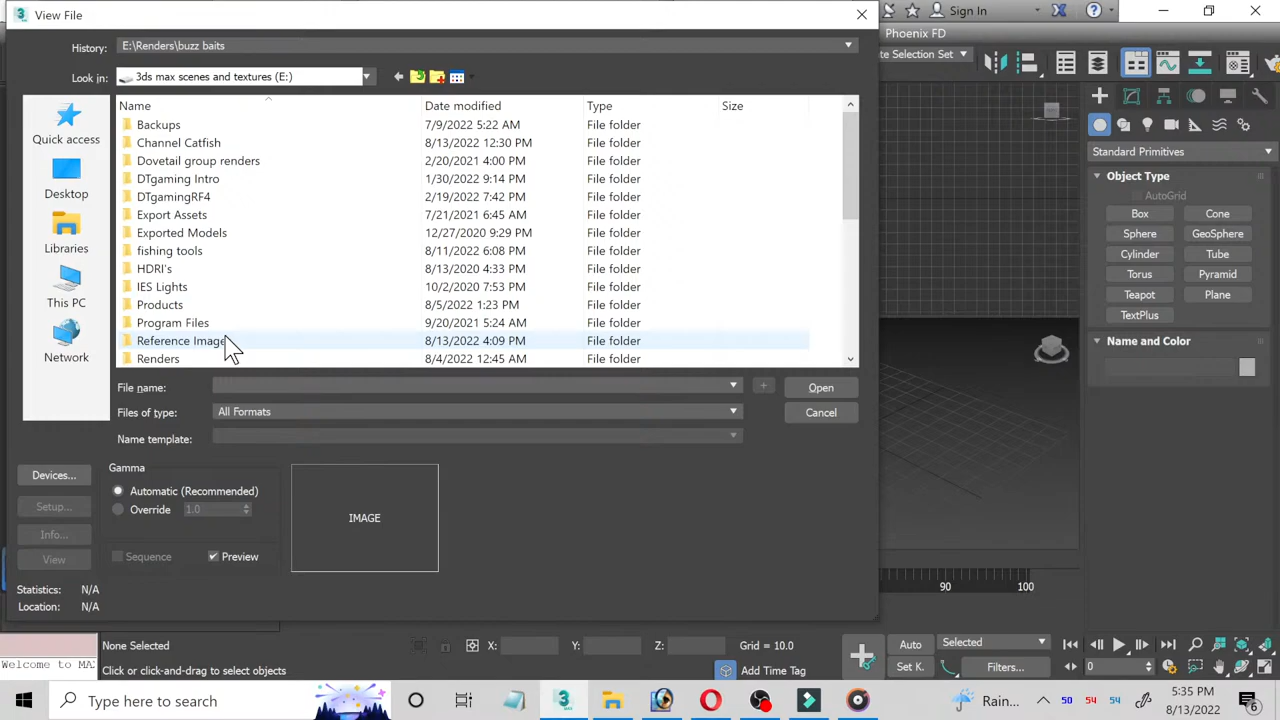 View File
Sign In
History: E:\Renders\buzz baits
Phoenix FD
Look in: 3ds max scenes and textures (E:)
Selection Set
Name Date modified Type Size
Quick access
Desktop
Libraries
This PC
Network
Backups 7/9/2022 5:22 AM File folder
Channel Catfish 8/13/2022 12:30 PM File folder
Dovetail group renders 2/20/2021 4:00 PM File folder
DTgaming Intro 1/30/2022 9:14 PM File folder
DTgamingRF4 2/19/2022 7:42 PM File folder
Export Assets 7/21/2021 6:45 AM File folder
Exported Models 12/27/2020 9:29 PM File folder
fishing tools 8/11/2022 6:08 PM File folder
HDRI's 8/13/2020 4:33 PM File folder
IES Lights 10/2/2020 7:53 PM File folder
Products 8/5/2022 1:23 PM File folder
Program Files 9/20/2021 5:24 AM File folder
Reference Image 8/13/2022 4:09 PM File folder
Renders 8/4/2022 12:45 AM File folder
Standard Primitives
Object Type
AutoGrid
Box Cone
Sphere GeoSphere
Cylinder Tube
Torus Pyramid
Teapot Plane
TextPlus
Name and Color
File name: Open
Files of type: All Formats Cancel
Name template:
Devices...
Setup...
Info...
View
Gamma
Automatic (Recommended)
Override 1.0
Sequence Preview
IMAGE
Statistics: N/A
Location: N/A
90 100
None Selected X: Y: Z: Grid = 10.0 Auto Selected
Welcome to MA
Click or click-and-drag to select objects Add Time Tag Set K. Filters... 0
Type here to search
Rain... 50 54 54
5:35 PM
8/13/2022
6